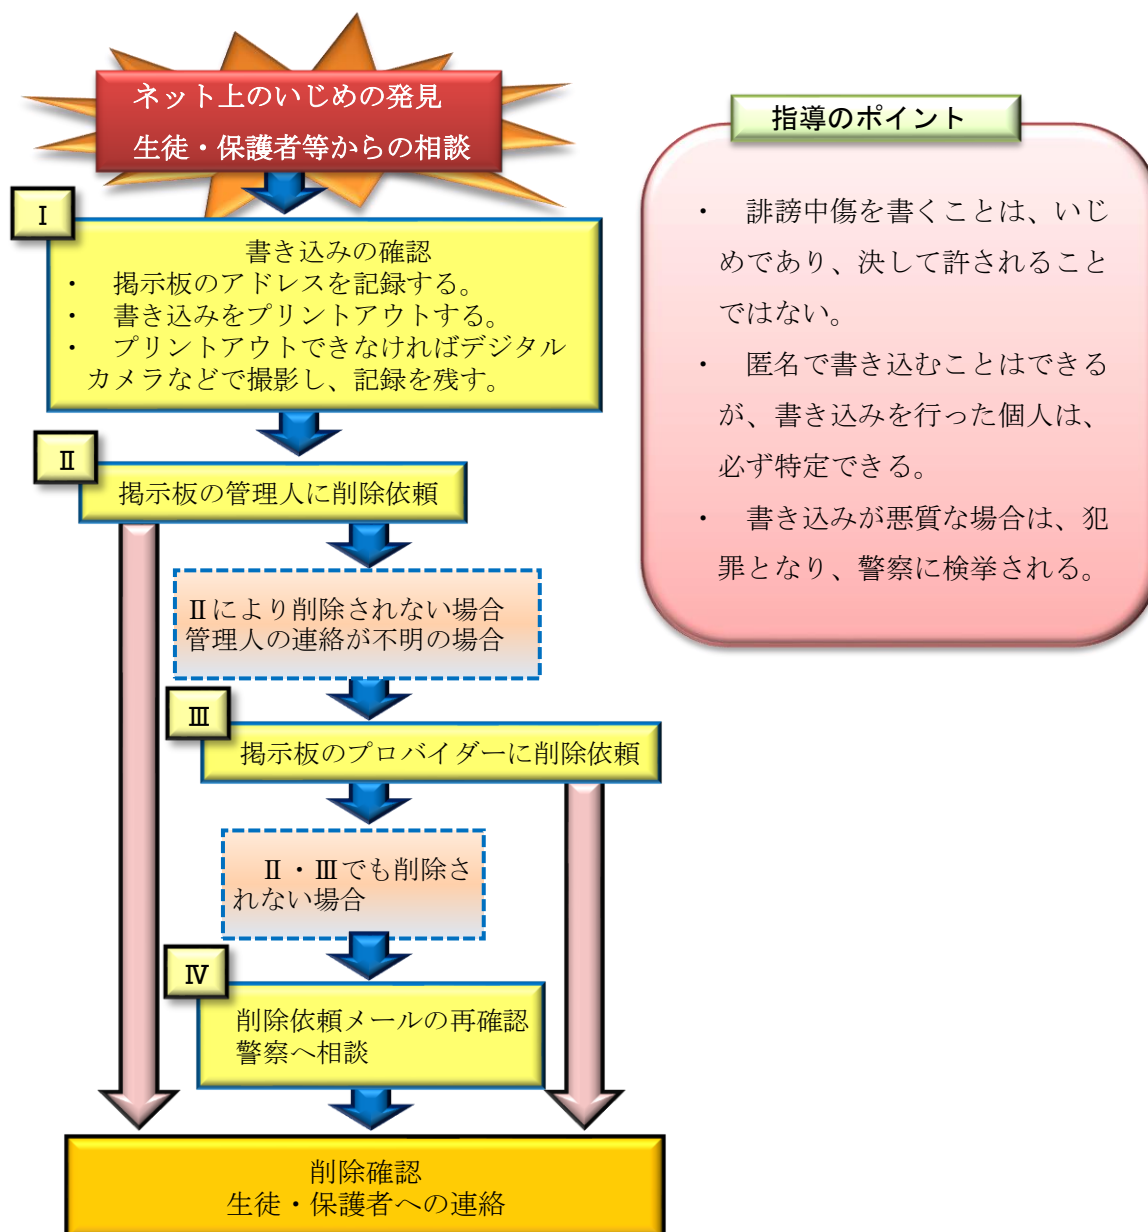 ネット上のいじめの発見
生徒・保護者等からの相談
Ⅰ
書き込みの確認
・　掲示板のアドレスを記録する。
・　書き込みをプリントアウトする。
・　プリントアウトできなければデジタル
カメラなどで撮影し、記録を残す。
Ⅱ
掲示板の管理人に削除依頼
Ⅱにより削除されない場合
管理人の連絡が不明の場合
Ⅲ
掲示板のプロバイダーに削除依頼
Ⅱ・Ⅲでも削除さ
れない場合
Ⅳ
削除依頼メールの再確認
警察へ相談
削除確認
生徒・保護者への連絡
指導のポイント
・　誹謗中傷を書くことは、いじ
めであり、決して許されること
ではない。
・　匿名で書き込むことはできる
が、書き込みを行った個人は、
必ず特定できる。
・　書き込みが悪質な場合は、犯
罪となり、警察に検挙される。